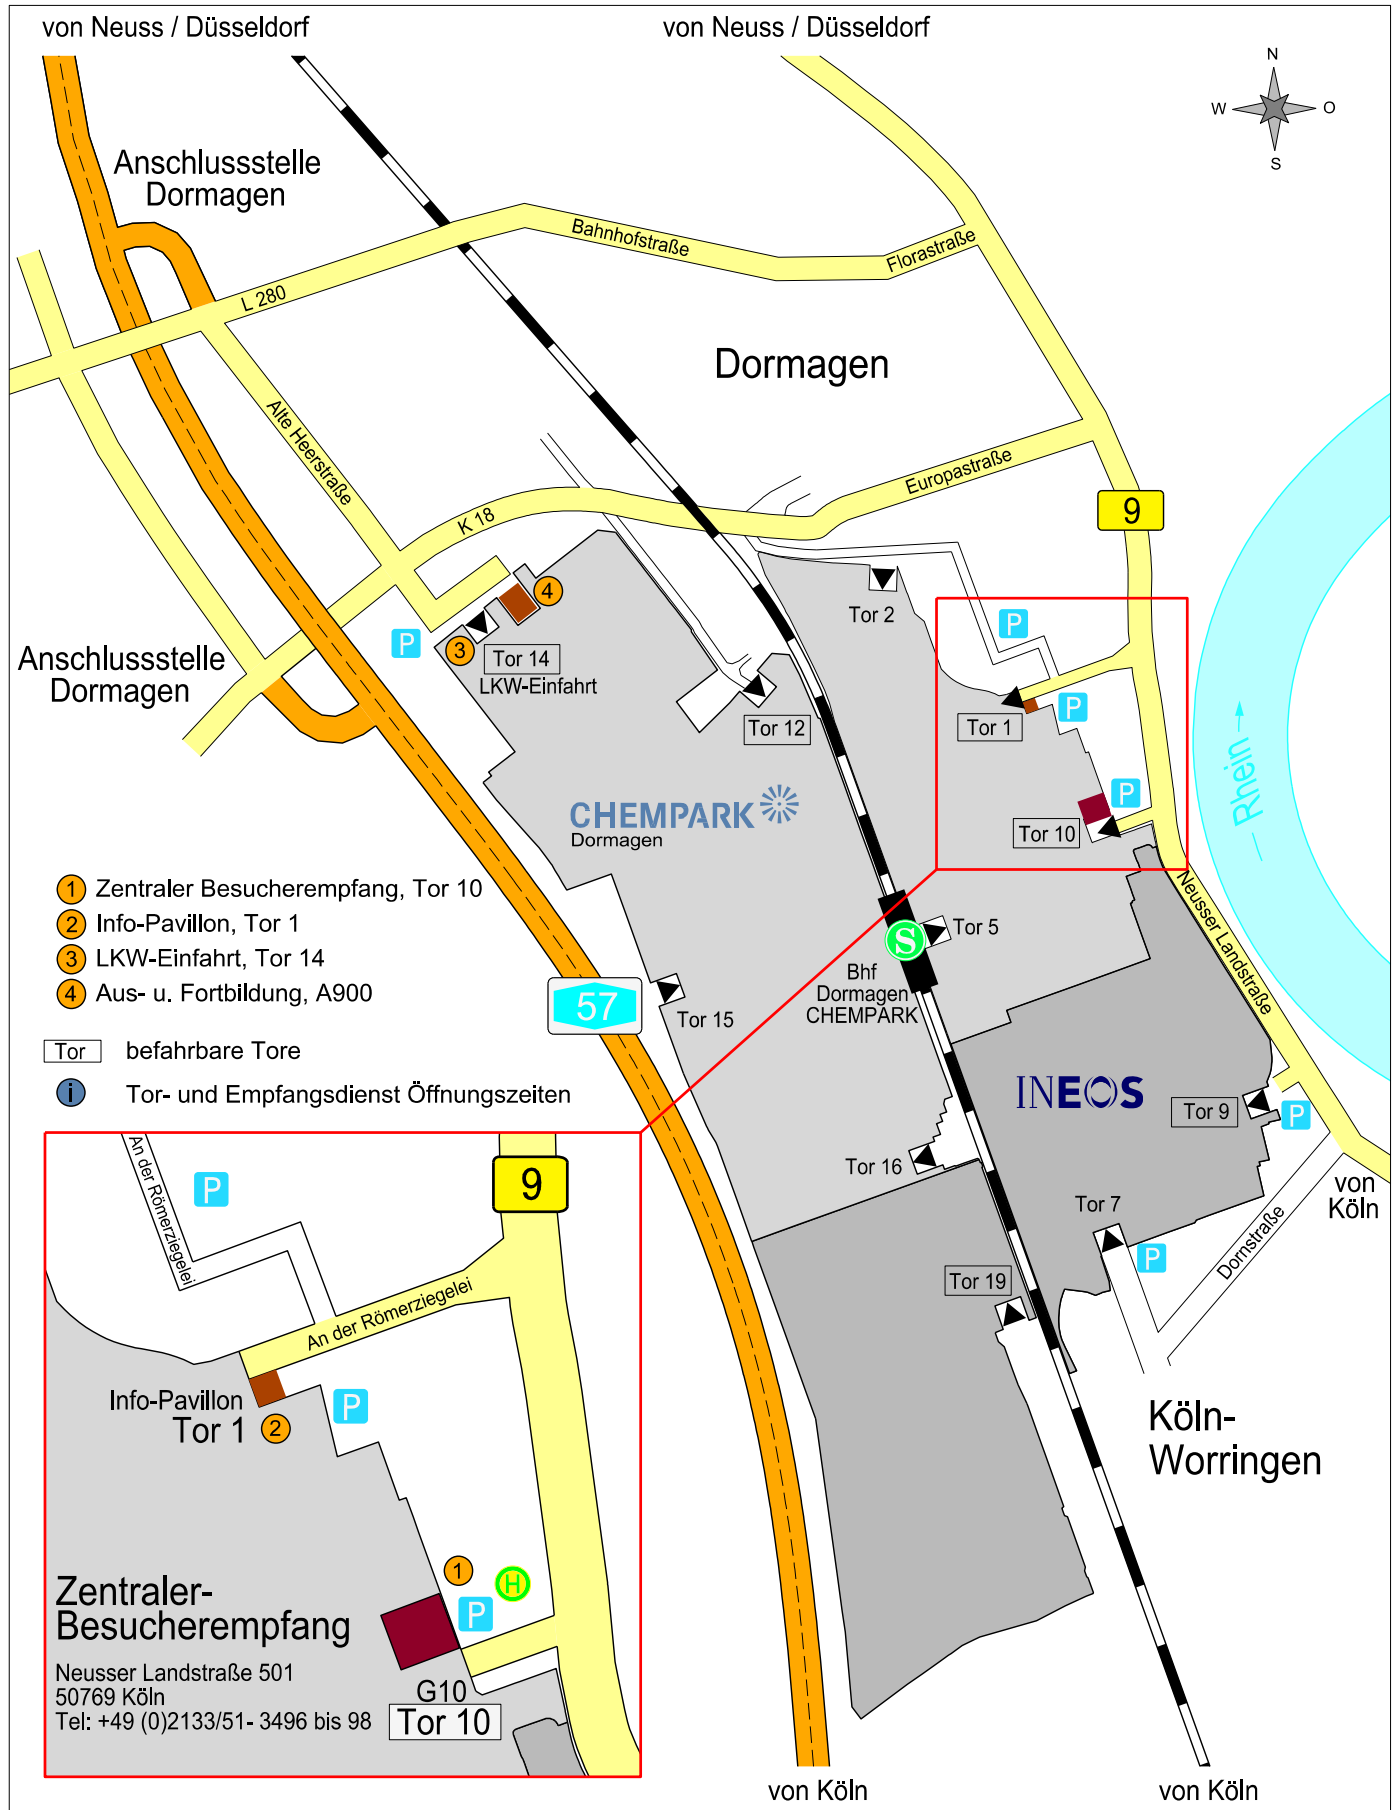 von Neuss / Düsseldorf
von Neuss / Düsseldorf
N
W
O
S
Anschlussstelle
Dormagen
Bahnhofstraße
Florastraße
L 280
Dormagen
Alte Heerstraße
Europastraße
K 18
9
4
Tor 2
P
P
3
Tor 14
LKW-Einfahrt
Anschlussstelle
Dormagen
Tor 12
Tor 1
P
P
Tor 10
Rhein
CHEMPARK
Dormagen
1 Zentraler Besucherempfang, Tor 10
2 Info-Pavillon, Tor 1
3 LKW-Einfahrt, Tor 14
4 Aus- u. Fortbildung, A900
Neusser Landstraße
S
Tor 5
Bhf
Dormagen
CHEMPARK
57
Tor 15
Tor befahrbare Tore
i Tor- und Empfangsdienst Öffnungszeiten
INEOS
Tor 9
P
Tor 16
von
Köln
Tor 7
P
Dornstraße
Tor 19
Köln-
Worringen
An der Römerziegelei
P
9
An der Römerziegelei
Info-Pavillon
Tor 1
2
P
1
H
P
Zentraler-
Besucherempfang
Neusser Landstraße 501
50769 Köln
Tel: +49 (0)2133/51- 3496 bis 98
G10
Tor 10
von Köln
von Köln